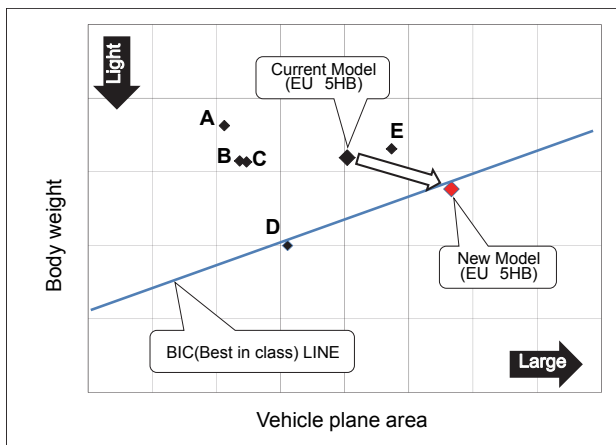 Light
Current Model
(EU 5HB)
A
E
B
C
D
New Model
(EU 5HB)
BIC(Best in class) LINE
Large
Body weight
Vehicle plane area